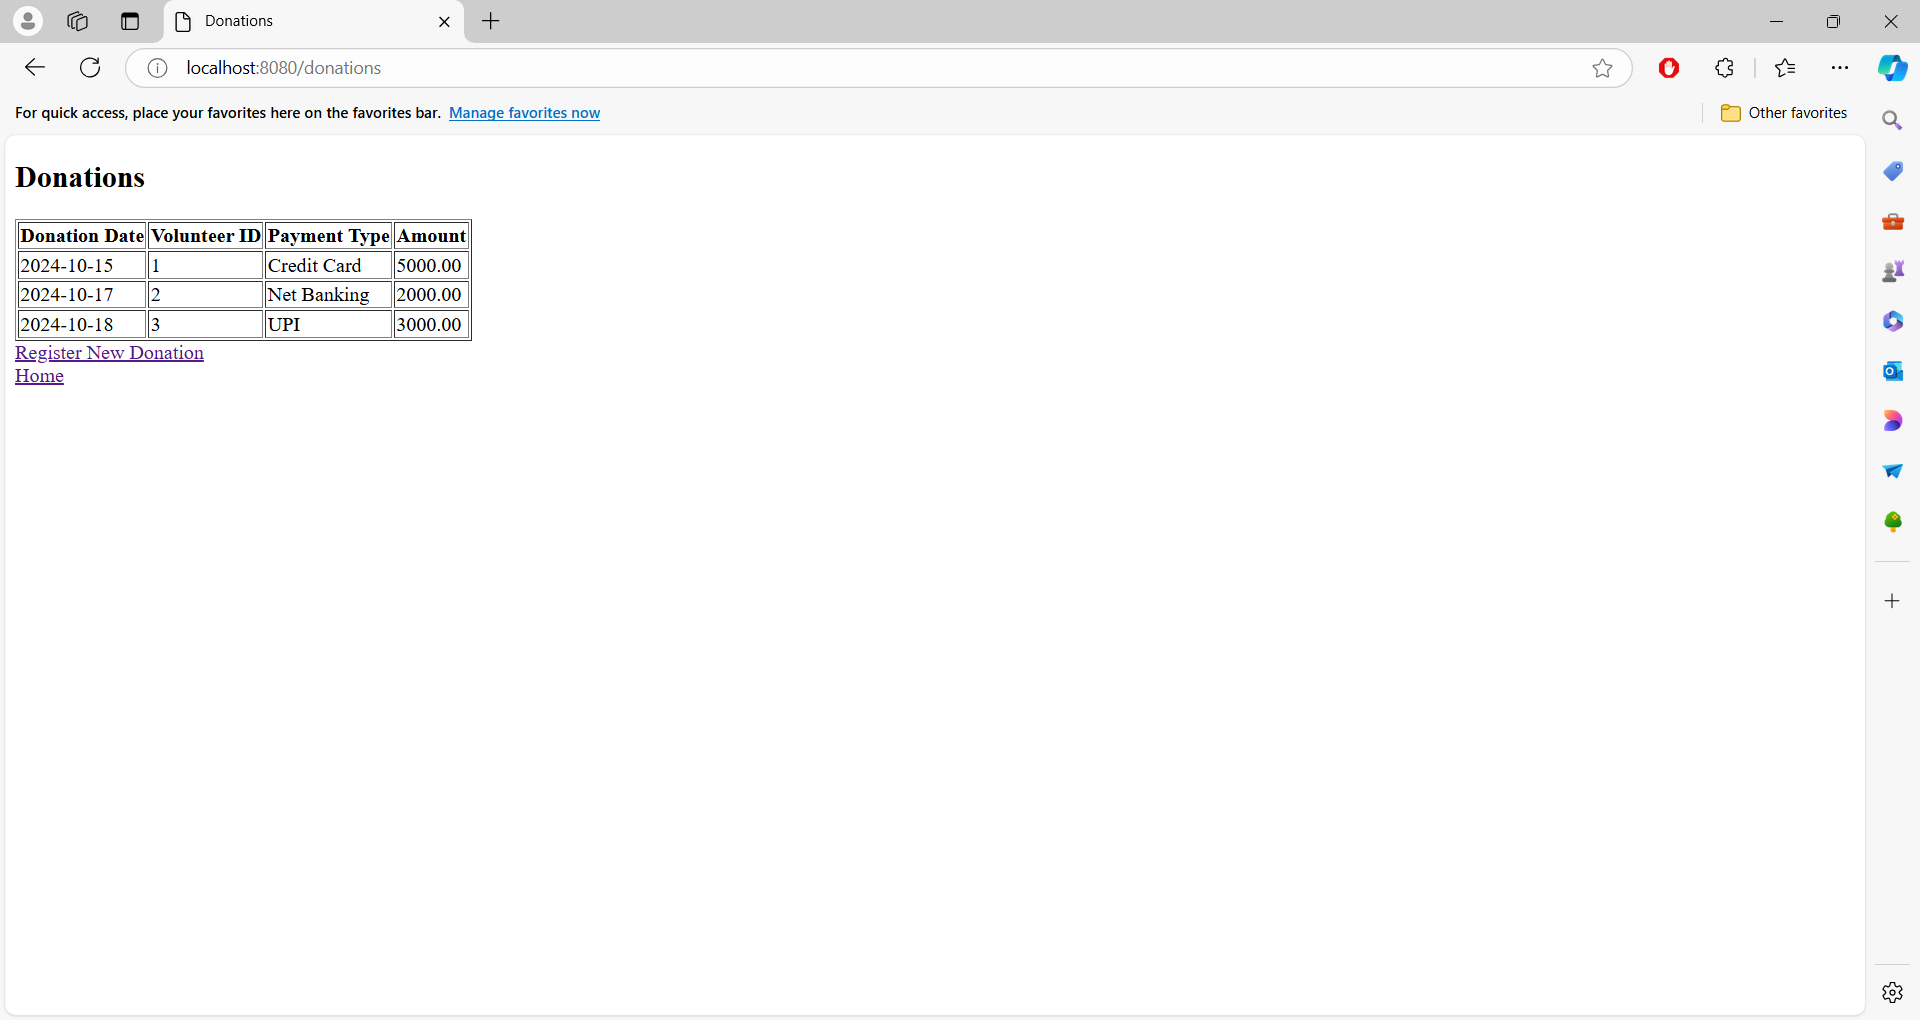 Donations
localhost:8080/donations
For quick access, place your favorites here on the favorites bar. Manage favorites now
Other favorites
Donations
Donation Date Volunteer ID Payment Type Amount
2024-10-15 1 Credit Card 5000.00
2024-10-17 2 Net Banking 2000.00
2024-10-18 3 UPI 3000.00
Register New Donation
Home